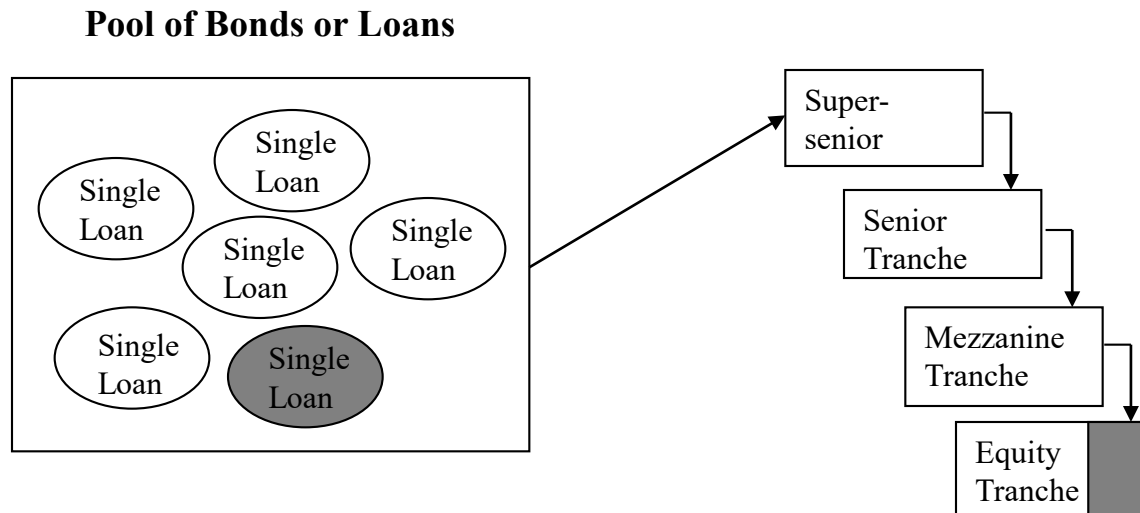 Pool of Bonds or Loans
Single
Loan
Single
Loan
Single
Loan
Single
Loan
Single
Loan
Single
Loan
Super-
senior
Senior
Tranche
Mezzanine
Tranche
Equity
Tranche